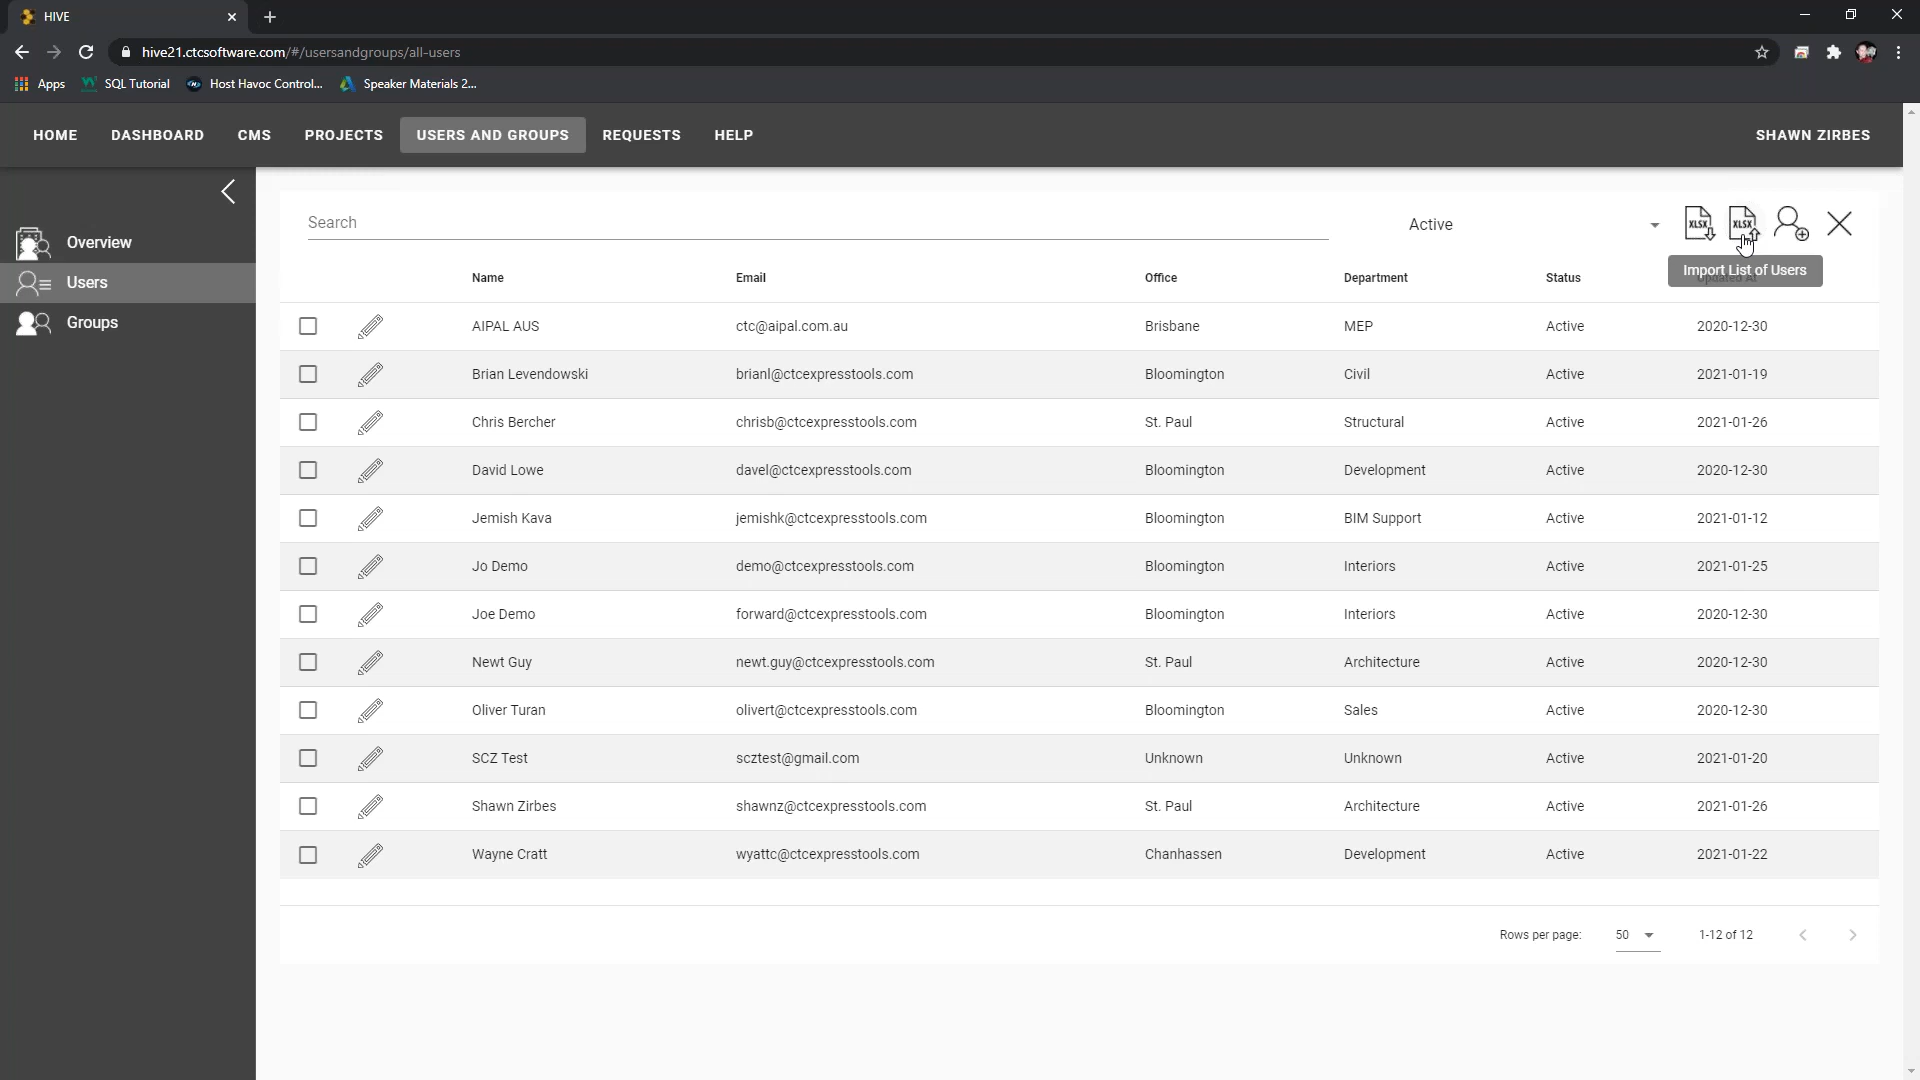 HIVE
hive21.ctcsoftware.com/#/usersandgroups/all-users
Apps SQL Tutorial Host Havoc Control... Speaker Materials 2...
HOME DASHBOARD CMS PROJECTS USERS AND GROUPS REQUESTS HELP SHAWN ZIRBES
Overview
Users
Groups
Search Active XLSX XLSX
Import List of Users
Name Email Office Department Status Updated At
AIPAL AUS ctc@aipal.com.au Brisbane MEP Active 2020-12-30
Brian Levendowski brianl@ctcexpresstools.com Bloomington Civil Active 2021-01-19
Chris Bercher chrisb@ctcexpresstools.com St. Paul Structural Active 2021-01-26
David Lowe davel@ctcexpresstools.com Bloomington Development Active 2020-12-30
Jemish Kava jemishk@ctcexpresstools.com Bloomington BIM Support Active 2021-01-12
Jo Demo demo@ctcexpresstools.com Bloomington Interiors Active 2021-01-25
Joe Demo forward@ctcexpresstools.com Bloomington Interiors Active 2020-12-30
Newt Guy newt.guy@ctcexpresstools.com St. Paul Architecture Active 2020-12-30
Oliver Turan olivert@ctcexpresstools.com Bloomington Sales Active 2020-12-30
SCZ Test scztest@gmail.com Unknown Unknown Active 2021-01-20
Shawn Zirbes shawnz@ctcexpresstools.com St. Paul Architecture Active 2021-01-26
Wayne Cratt wyattc@ctcexpresstools.com Chanhassen Development Active 2021-01-22
Rows per page: 50 1-12 of 12